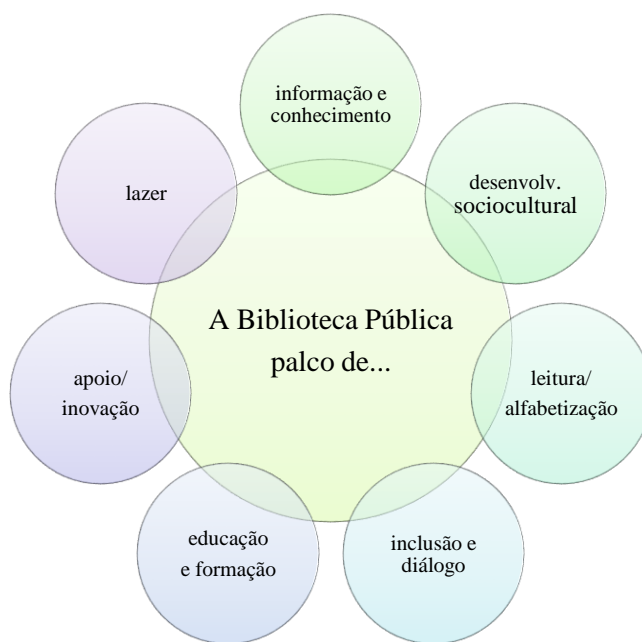 informação e
conhecimento
desenvolv.
sociocultural
lazer
A Biblioteca Pública
palco de...
apoio/
inovação
leitura/
alfabetização
educação
e formação
inclusão e
diálogo